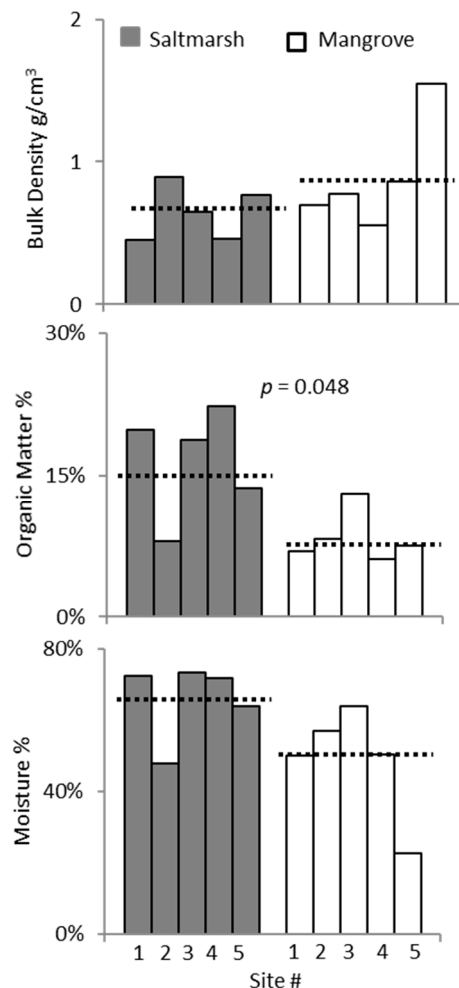 2
Saltmarsh Mangrove
Bulk Density g/cm³
1
0
30%
p = 0.048
Organic Matter %
15%
0%
80%
Moisture %
40%
0%
1 2 3 4 5 1 2 3 4 5
Site #